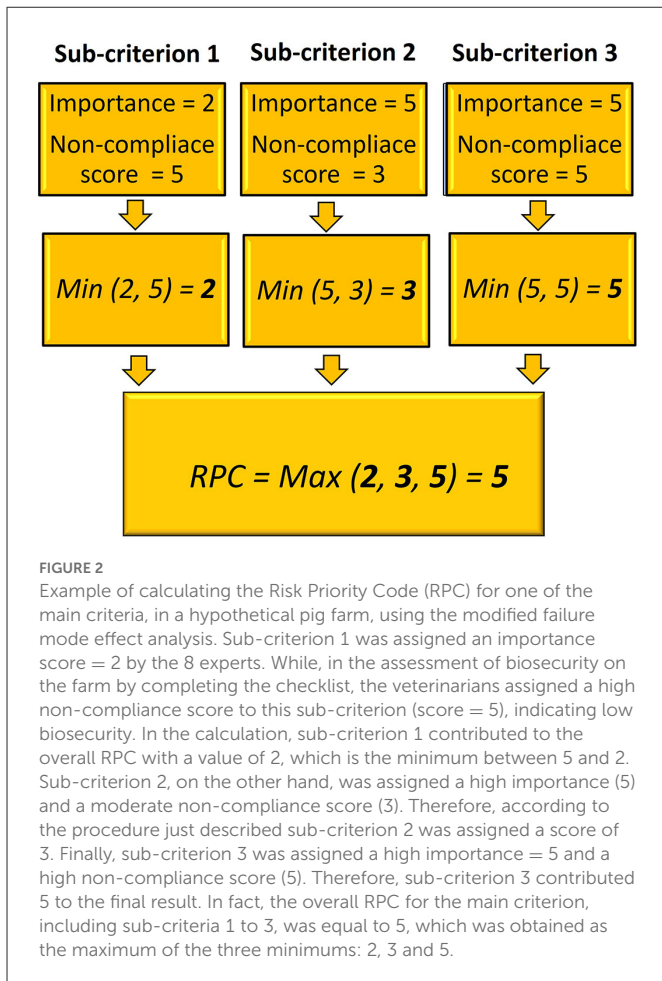 Sub-criterion 1 Sub-criterion 2 Sub-criterion 3
Importance = 2
Non-compliace
score = 5
Importance = 5
Non-compliace
score = 3
Importance = 5
Non-compliace
score = 5
Min (2, 5) = 2
Min (5, 3) = 3
Min (5, 5) = 5
RPC = Max (2, 3, 5) = 5
FIGURE 2
Example of calculating the Risk Priority Code (RPC) for one of the
main criteria, in a hypothetical pig farm, using the modified failure
mode effect analysis. Sub-criterion 1 was assigned an importance
score = 2 by the 8 experts. While, in the assessment of biosecurity on
the farm by completing the checklist, the veterinarians assigned a high
non-compliance score to this sub-criterion (score = 5), indicating low
biosecurity. In the calculation, sub-criterion 1 contributed to the
overall RPC with a value of 2, which is the minimum between 5 and 2.
Sub-criterion 2, on the other hand, was assigned a high importance (5)
and a moderate non-compliance score (3). Therefore, according to
the procedure just described sub-criterion 2 was assigned a score of
3. Finally, sub-criterion 3 was assigned a high importance = 5 and a
high non-compliance score (5). Therefore, sub-criterion 3 contributed
5 to the final result. In fact, the overall RPC for the main criterion,
including sub-criteria 1 to 3, was equal to 5, which was obtained as
the maximum of the three minimums: 2, 3 and 5.